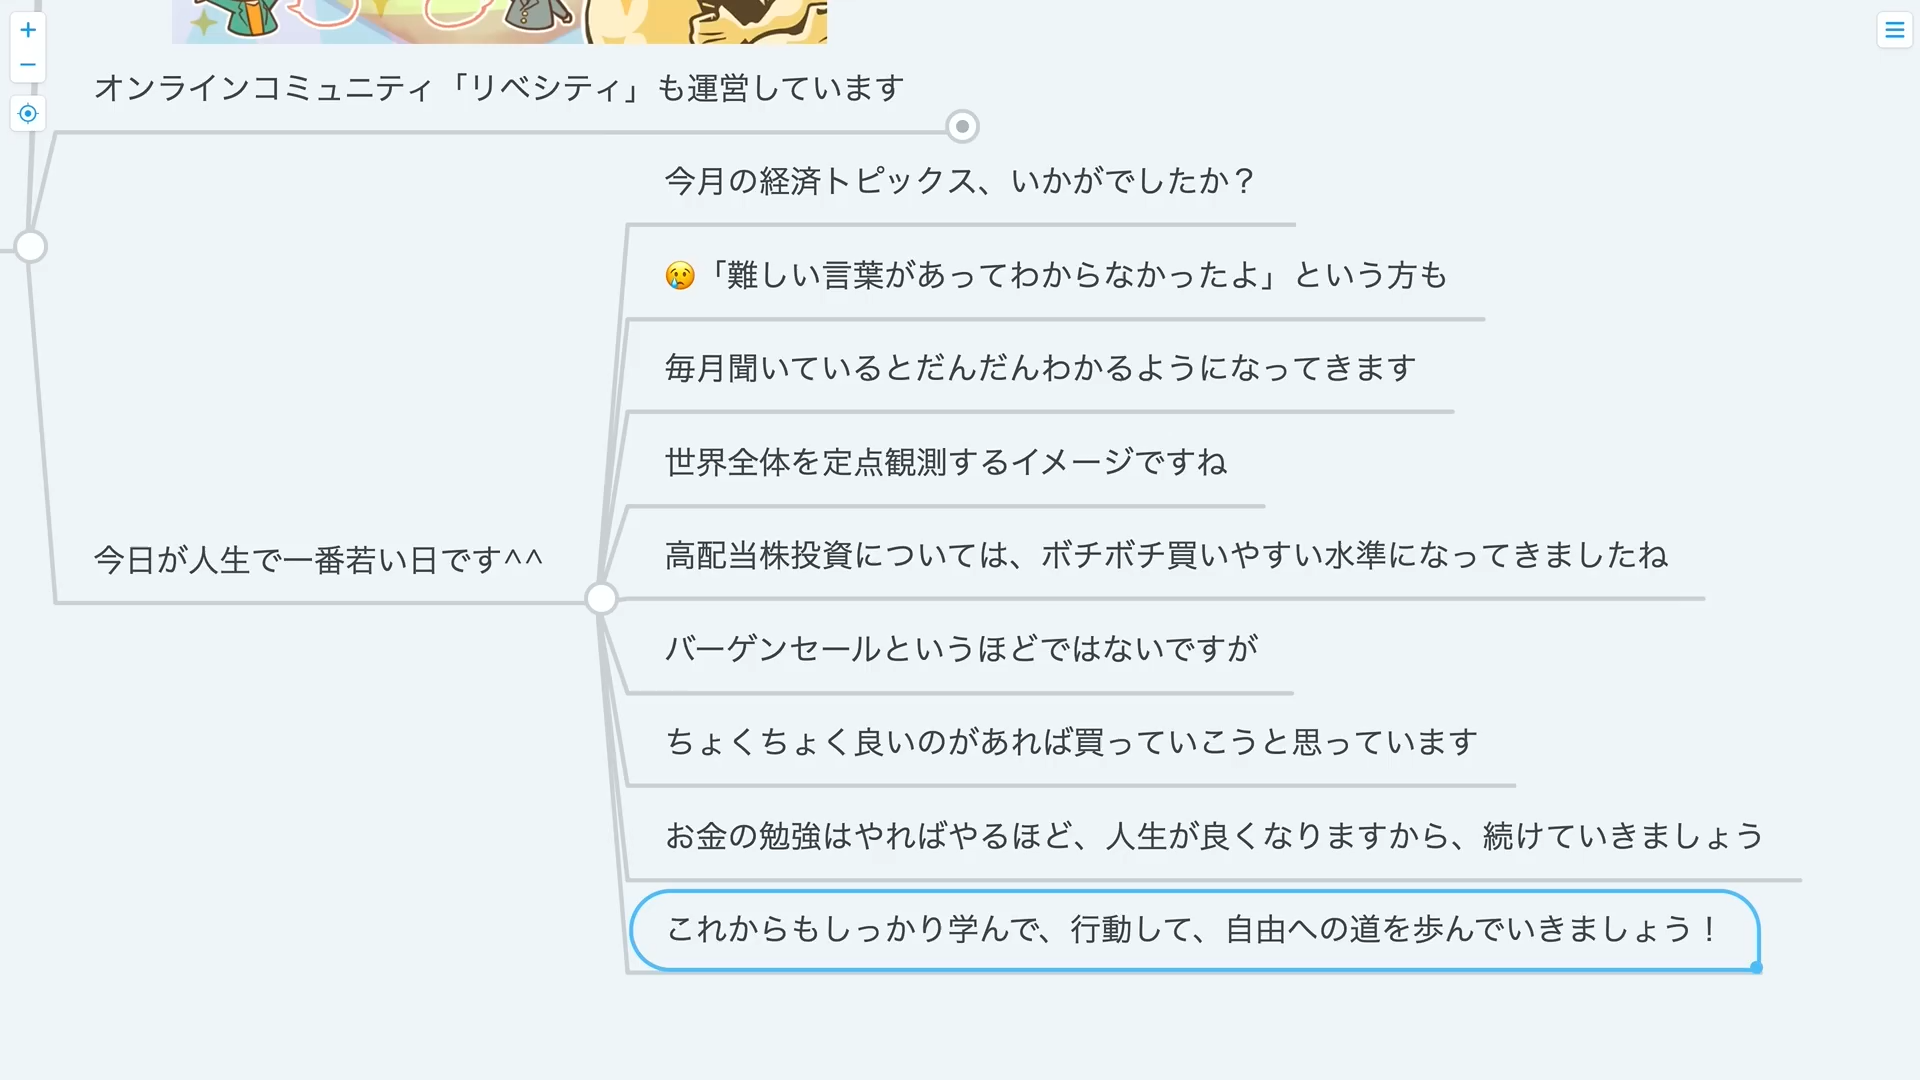 オンラインコミュニティ「リベシティ」も運営しています
今月の経済トピックス、いかがでしたか？
😢「難しい言葉があってわからなかったよ」という方も
毎月聞いているとだんだんわかるようになってきます
世界全体を定点観測するイメージですね
今日が人生で一番若い日です^^
高配当株投資については、ボチボチ買いやすい水準になってきましたね
バーゲンセールというほどではないですが
ちょくちょく良いのがあれば買っていこうと思っています
お金の勉強はやればやるほど、人生が良くなりますから、続けていきましょう
これからもしっかり学んで、行動して、自由への道を歩んでいきましょう！